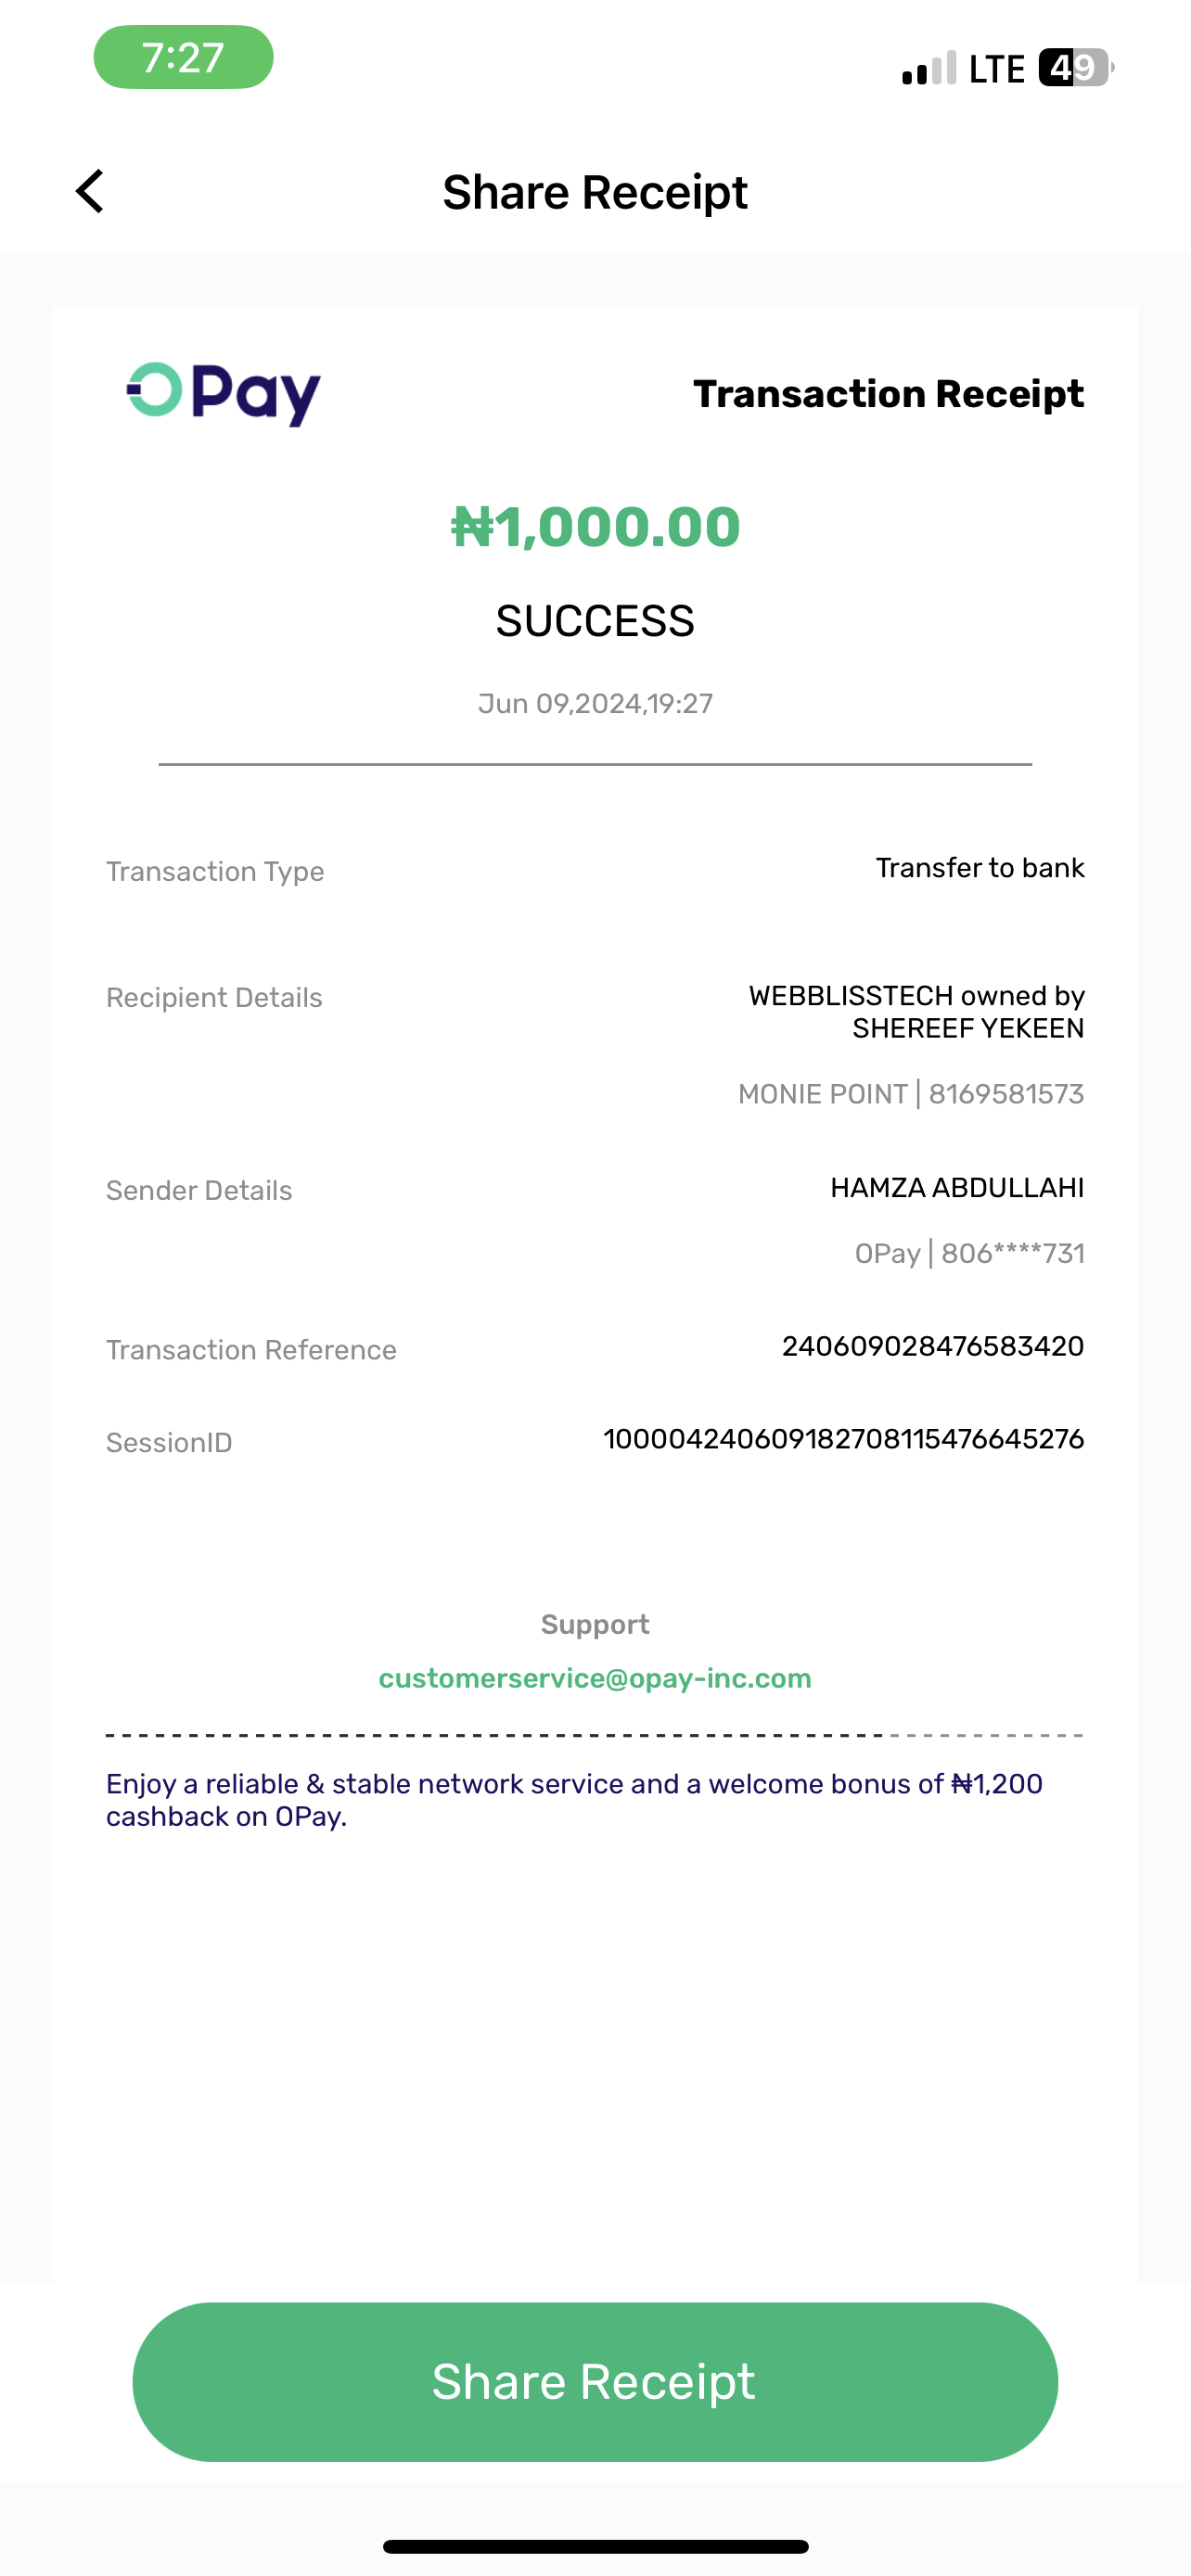 7:27
LTE 49
Share Receipt
OPay
Transaction Receipt
₦1,000.00
SUCCESS
Jun 09,2024,19:27
Transaction Type
Transfer to bank
Recipient Details
WEBBLISSTECH owned by
SHEREEF YEKEEN
MONIE POINT | 8169581573
Sender Details
HAMZA ABDULLAHI
OPay | 806****731
Transaction Reference
240609028476583420
SessionID
100004240609182708115476645276
Support
customerservice@opay-inc.com
Enjoy a reliable & stable network service and a welcome bonus of ₦1,200
cashback on OPay.
Share Receipt